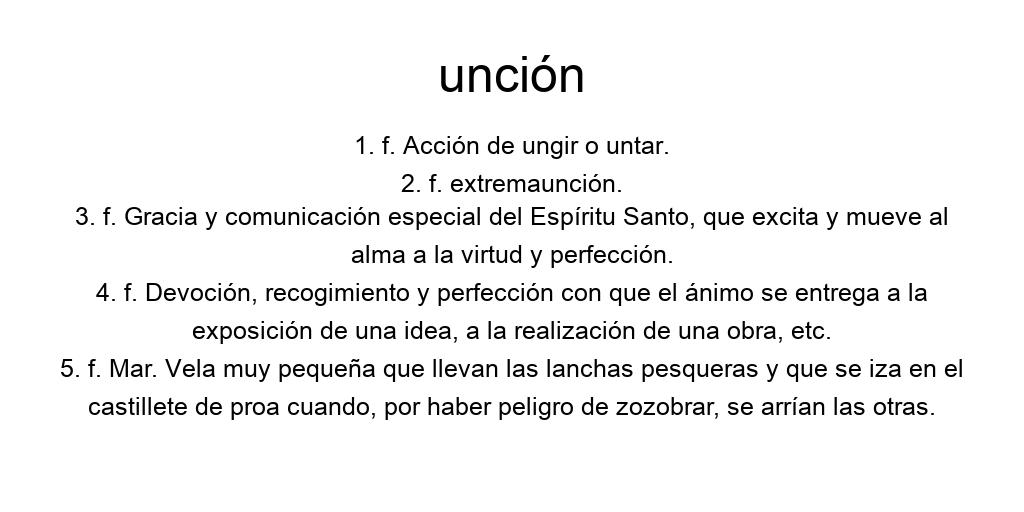 unción
1. f. Acción de ungir o untar.
2. f. extremaunción.
3. f. Gracia y comunicación especial del Espíritu Santo, que excita y mueve al
alma a la virtud y perfección.
4. f. Devoción, recogimiento y perfección con que el ánimo se entrega a la
exposición de una idea, a la realización de una obra, etc.
5. f. Mar. Vela muy pequeña que llevan las lanchas pesqueras y que se iza en el
castillete de proa cuando, por haber peligro de zozobrar, se arrían las otras.